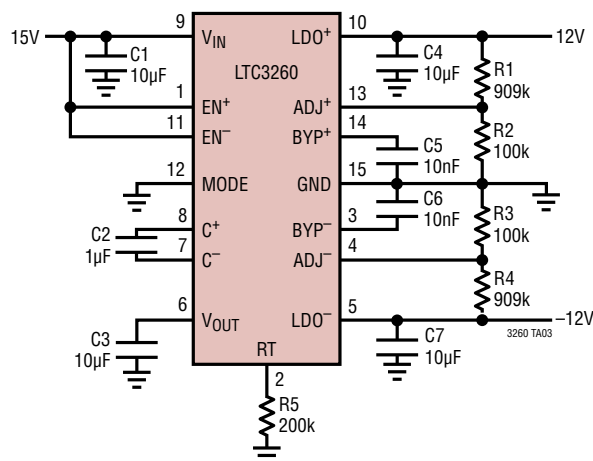 15V
9
V_IN
C1
10µF
LTC3260
LDO+
10
12V
C4
10µF
R1
909k
1
EN+
ADJ+
13
11
EN−
BYP+
14
C5
10nF
R2
100k
12
MODE
GND
15
C6
10nF
BYP−
3
R3
100k
8
C+
C2
1µF
7
C−
ADJ−
4
R4
909k
6
VOUT
LDO−
5
−12V
3260 TA03
C3
10µF
C7
10µF
RT
2
R5
200k